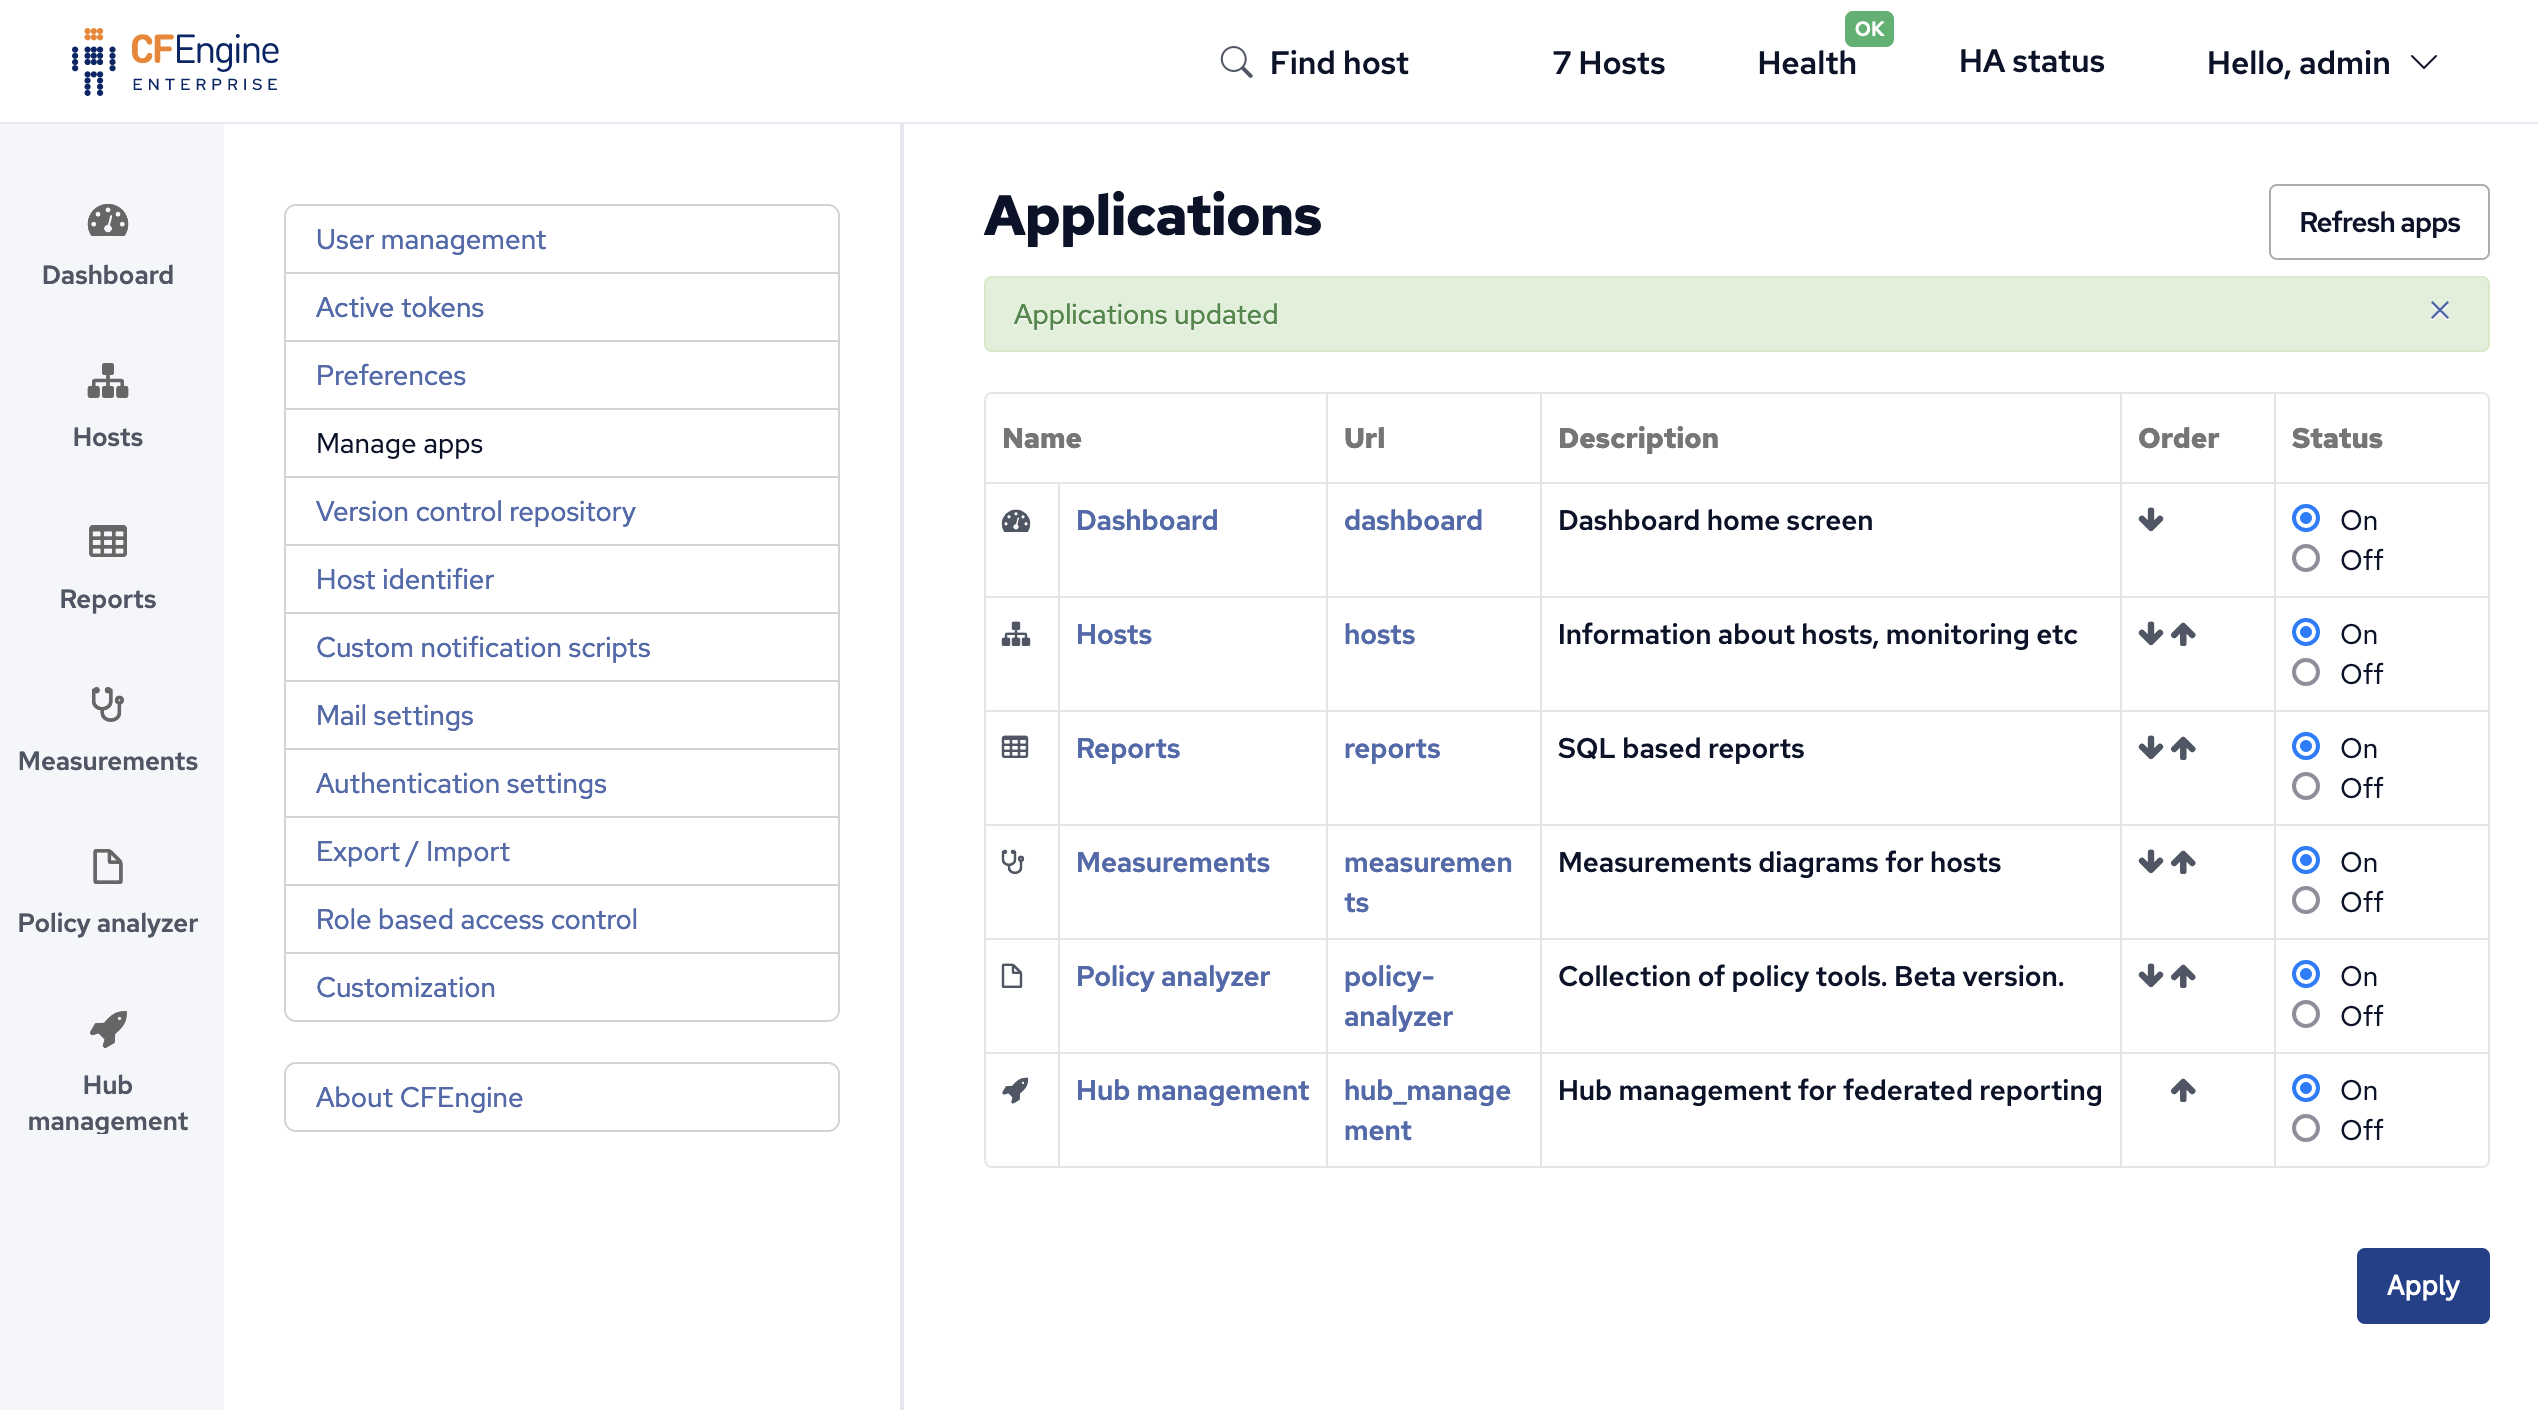 CFEngine
ENTERPRISE
Find host
7 Hosts
Health
OK
HA status
Hello, admin
Dashboard
Hosts
Reports
Measurements
Policy analyzer
Hub
management
User management
Active tokens
Preferences
Manage apps
Version control repository
Host identifier
Custom notification scripts
Mail settings
Authentication settings
Export / Import
Role based access control
Customization
About CFEngine
Applications
Refresh apps
Applications updated
Name Url Description Order Status
Dashboard dashboard Dashboard home screen On
Off
Hosts hosts Information about hosts, monitoring etc On
Off
Reports reports SQL based reports On
Off
Measurements measuremen Measurements diagrams for hosts On
ts Off
Policy analyzer policy- Collection of policy tools. Beta version. On
analyzer Off
Hub management hub_manage Hub management for federated reporting On
ment Off
Apply